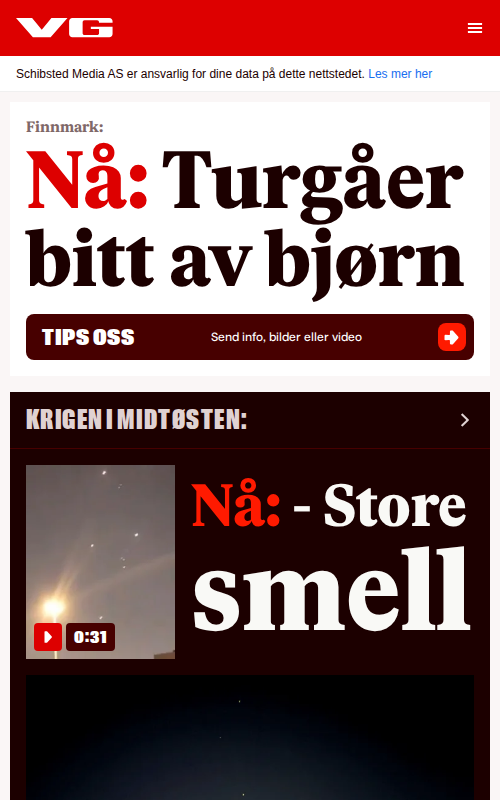 VG
Schibsted Media AS er ansvarlig for dine data på dette nettstedet. Les mer her
Finnmark:
Nå: Turgåer
bitt av bjørn
TIPS OSS
Send info, bilder eller video
KRIGEN I MIDTØSTEN:
Nå: - Store
smell
0:31